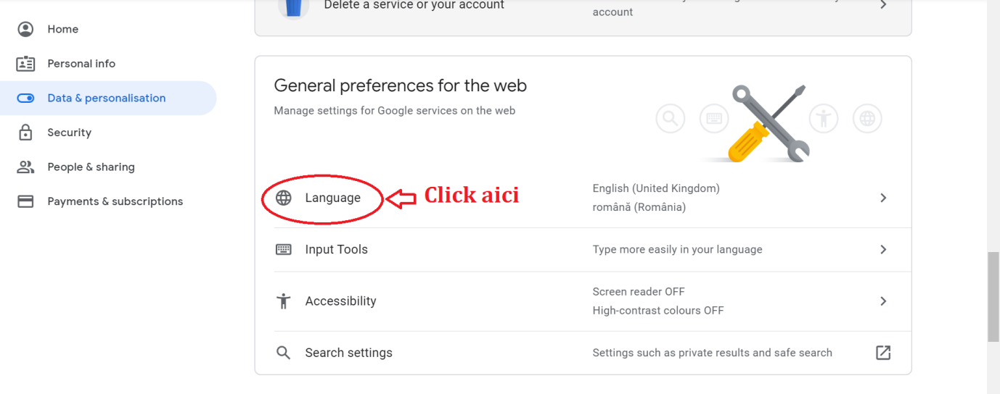 Delete a service or your account
account
Home
Personal info
Data & personalisation
Security
People & sharing
Payments & subscriptions
General preferences for the web
Manage settings for Google services on the web
Language
Click aici
English (United Kingdom)
română (România)
Input Tools
Type more easily in your language
Accessibility
Screen reader OFF
High-contrast colours OFF
Search settings
Settings such as private results and safe search